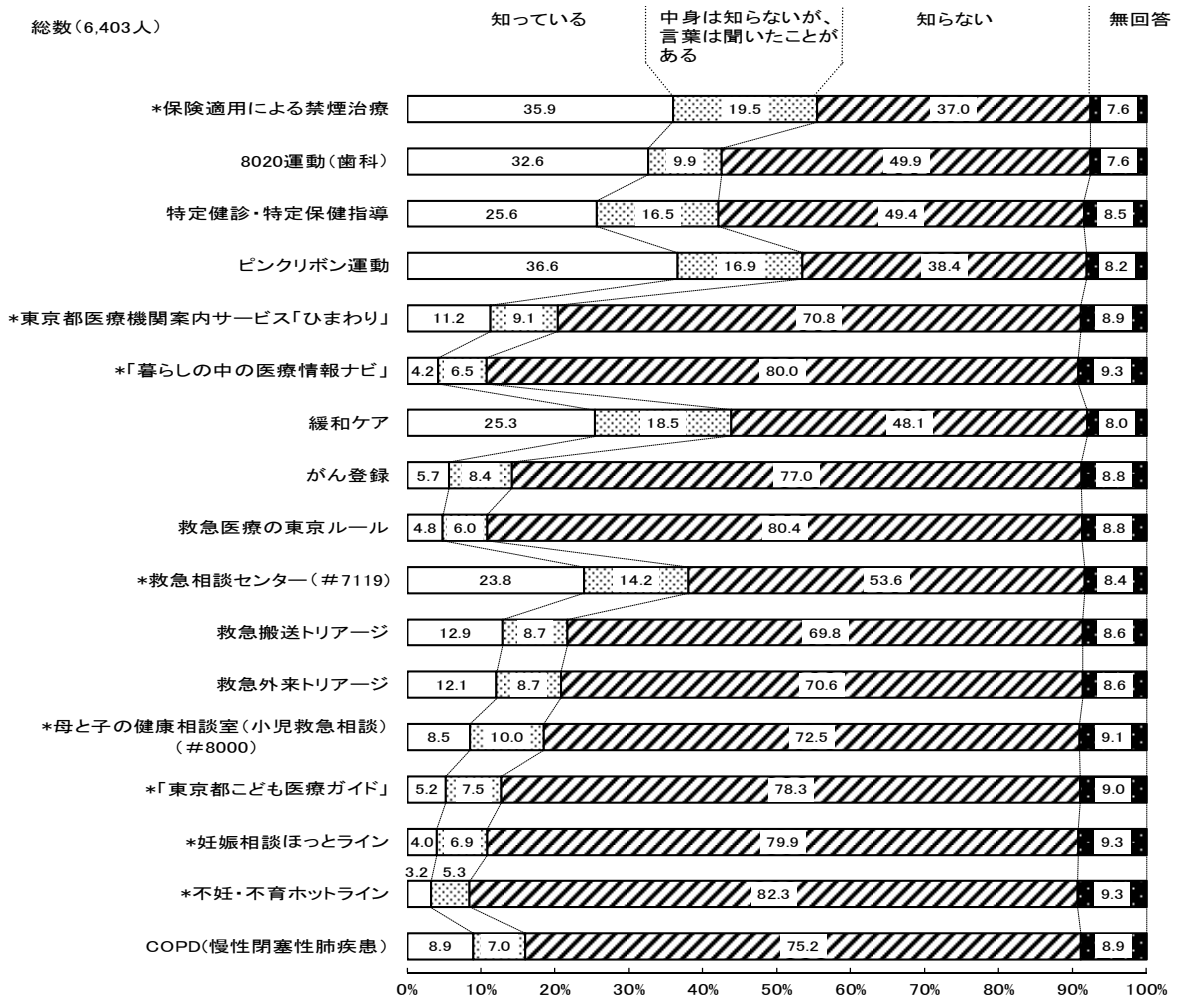 総数(6,403人)
知っている
中身は知らないが、
言葉は聞いたことが
ある
知らない
無回答
*保険適用による禁煙治療
35.9 19.5 37.0 7.6
8020運動(歯科)
32.6 9.9 49.9 7.6
特定健診・特定保健指導
25.6 16.5 49.4 8.5
ピンクリボン運動
36.6 16.9 38.4 8.2
*東京都医療機関案内サービス「ひまわり」
11.2 9.1 70.8 8.9
*「暮らしの中の医療情報ナビ」
4.2 6.5 80.0 9.3
緩和ケア
25.3 18.5 48.1 8.0
がん登録
5.7 8.4 77.0 8.8
救急医療の東京ルール
4.8 6.0 80.4 8.8
*救急相談センター(#7119)
23.8 14.2 53.6 8.4
救急搬送トリアージ
12.9 8.7 69.8 8.6
救急外来トリアージ
12.1 8.7 70.6 8.6
*母と子の健康相談室(小児救急相談)
(#8000)
8.5 10.0 72.5 9.1
*「東京都こども医療ガイド」
5.2 7.5 78.3 9.0
*妊娠相談ほっとライン
4.0 6.9 79.9 9.3
*不妊・不育ホットライン
3.2 5.3 82.3 9.3
COPD(慢性閉塞性肺疾患)
8.9 7.0 75.2 8.9
0% 10% 20% 30% 40% 50% 60% 70% 80% 90% 100%